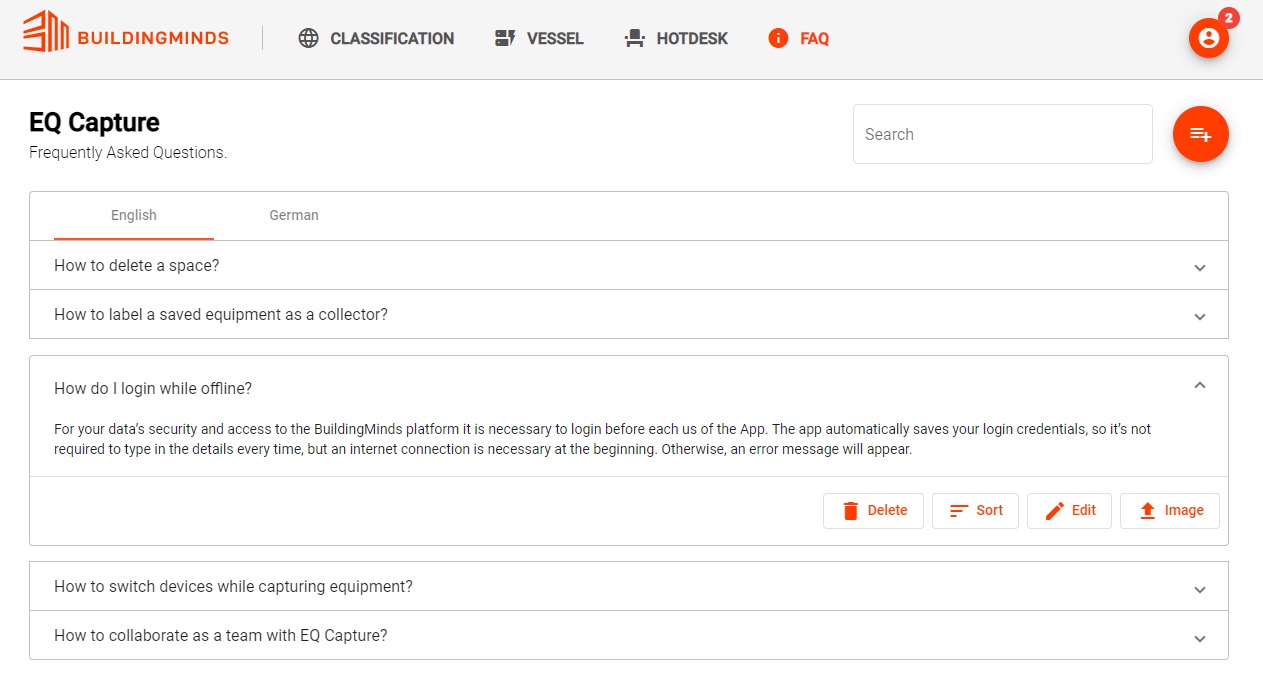 BUILDINGMINDS
CLASSIFICATION
VESSEL
HOTDESK
FAQ
2
EQ Capture
Frequently Asked Questions.
Search
English
German
How to delete a space?
How to label a saved equipment as a collector?
How do I login while offline?
For your data’s security and access to the BuildingMinds platform it is necessary to login before each us of the App. The app automatically saves your login credentials, so it’s not
required to type in the details every time, but an internet connection is necessary at the beginning. Otherwise, an error message will appear.
Delete
Sort
Edit
Image
How to switch devices while capturing equipment?
How to collaborate as a team with EQ Capture?